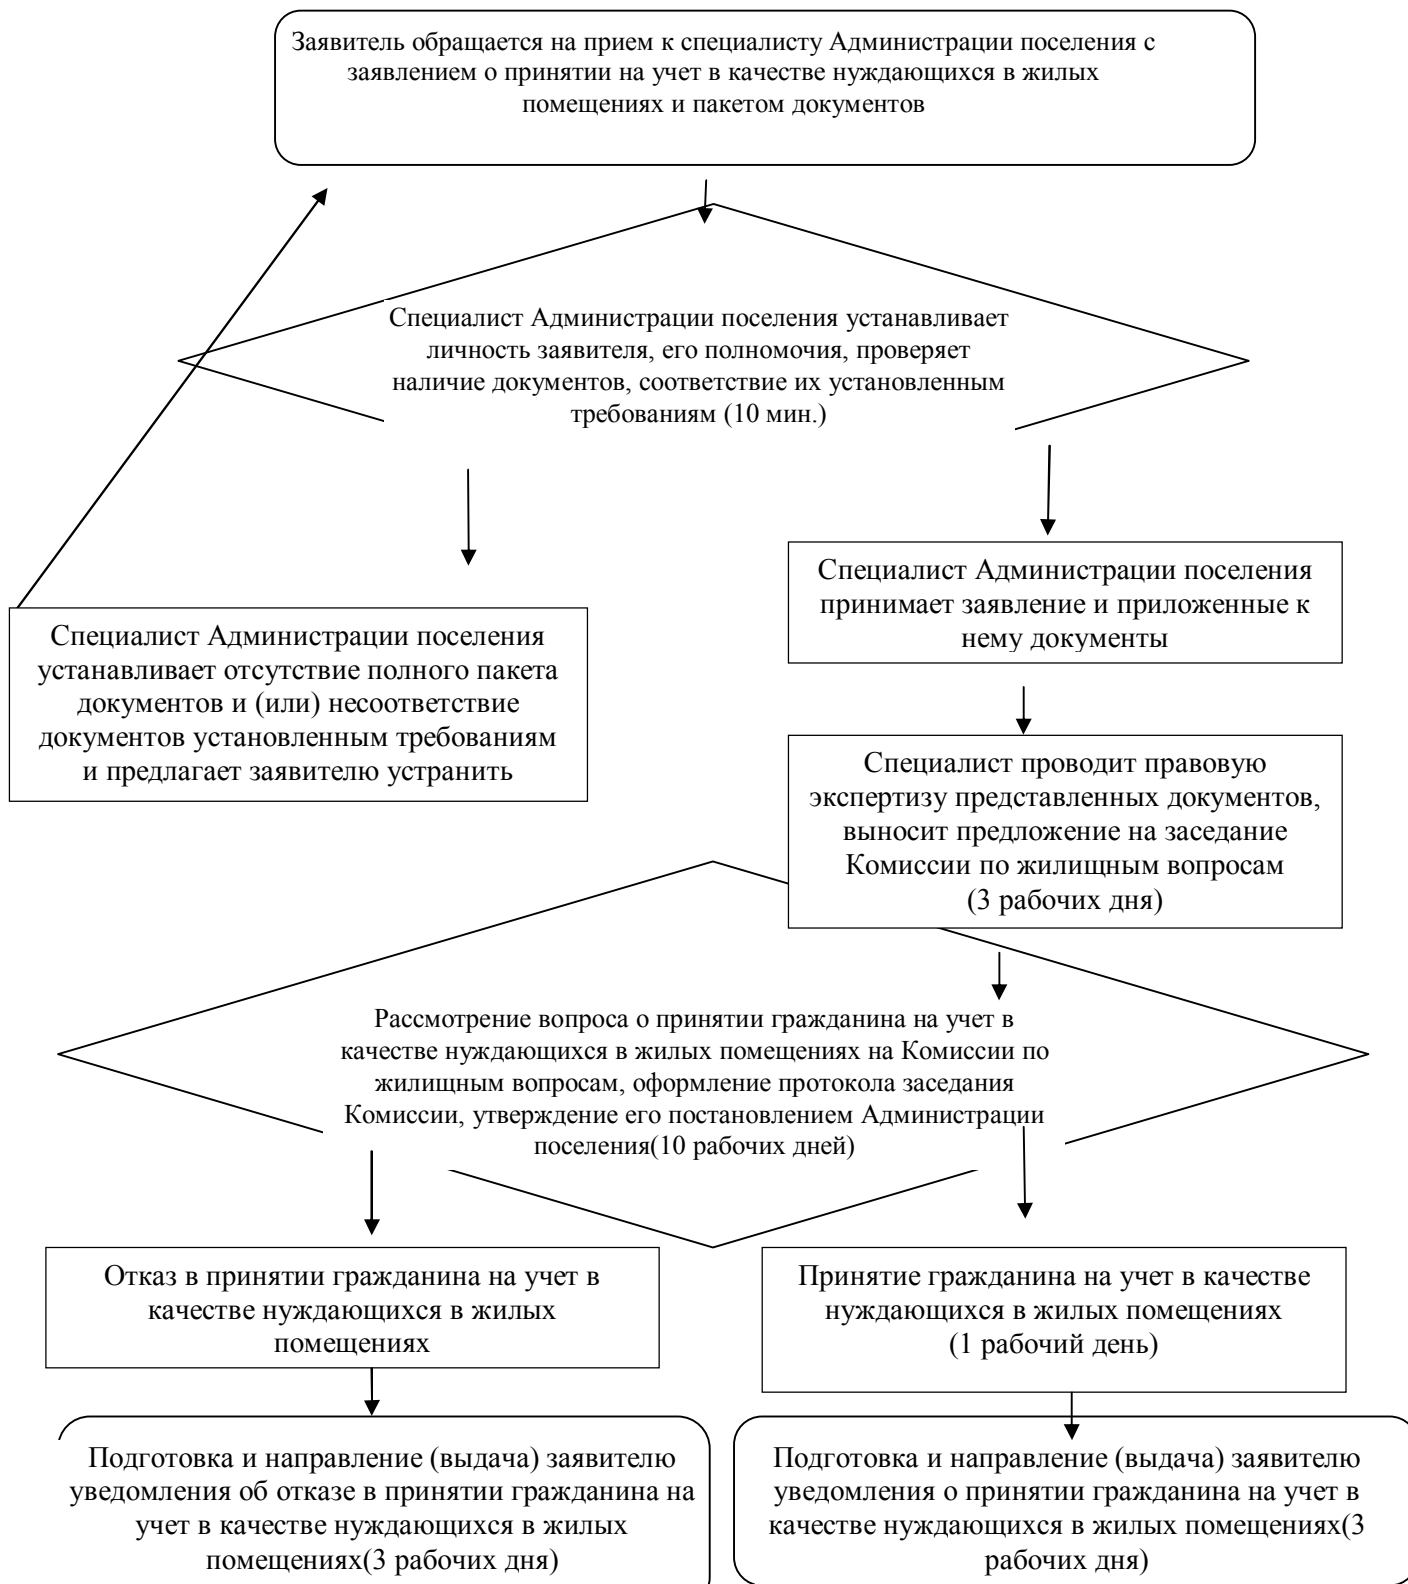 Заявитель обращается на прием к специалисту Администрации поселения с
заявлением о принятии на учет в качестве нуждающихся в жилых
помещениях и пакетом документов
Специалист Администрации поселения устанавливает
личность заявителя, его полномочия, проверяет
наличие документов, соответствие их установленным
требованиям (10 мин.)
Специалист Администрации поселения
устанавливает отсутствие полного пакета
документов и (или) несоответствие
документов установленным требованиям
и предлагает заявителю устранить
Специалист Администрации поселения
принимает заявление и приложенные к
нему документы
Специалист проводит правовую
экспертизу представленных документов,
выносит предложение на заседание
Комиссии по жилищным вопросам
(3 рабочих дня)
Рассмотрение вопроса о принятии гражданина на учет в
качестве нуждающихся в жилых помещениях на Комиссии по
жилищным вопросам, оформление протокола заседания
Комиссии, утверждение его постановлением Администрации
поселения(10 рабочих дней)
Отказ в принятии гражданина на учет в
качестве нуждающихся в жилых
помещениях
Принятие гражданина на учет в качестве
нуждающихся в жилых помещениях
(1 рабочий день)
Подготовка и направление (выдача) заявителю
уведомления об отказе в принятии гражданина на
учет в качестве нуждающихся в жилых
помещениях(3 рабочих дня)
Подготовка и направление (выдача) заявителю
уведомления о принятии гражданина на учет в
качестве нуждающихся в жилых помещениях(3
рабочих дня)